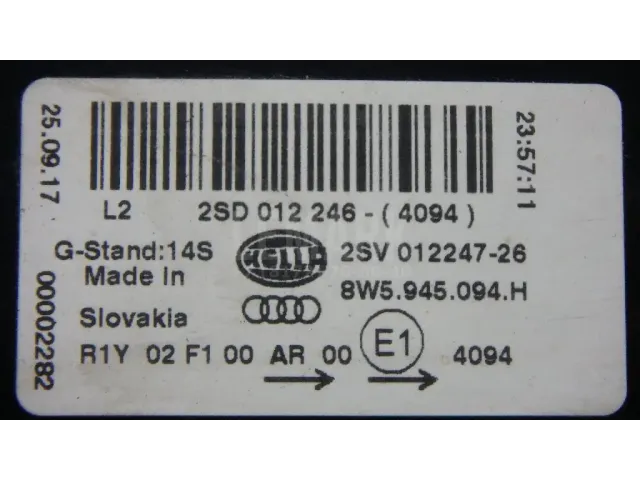 25.09.17
00002282
23:57:11
L2 2SD 012 246-(4094)
G-Stand:14S HELLA 2SV 012247-26
Made In 8W5.945.094.H
Slovakia
R1Y 02 F1 00 AR 00 E1 4094